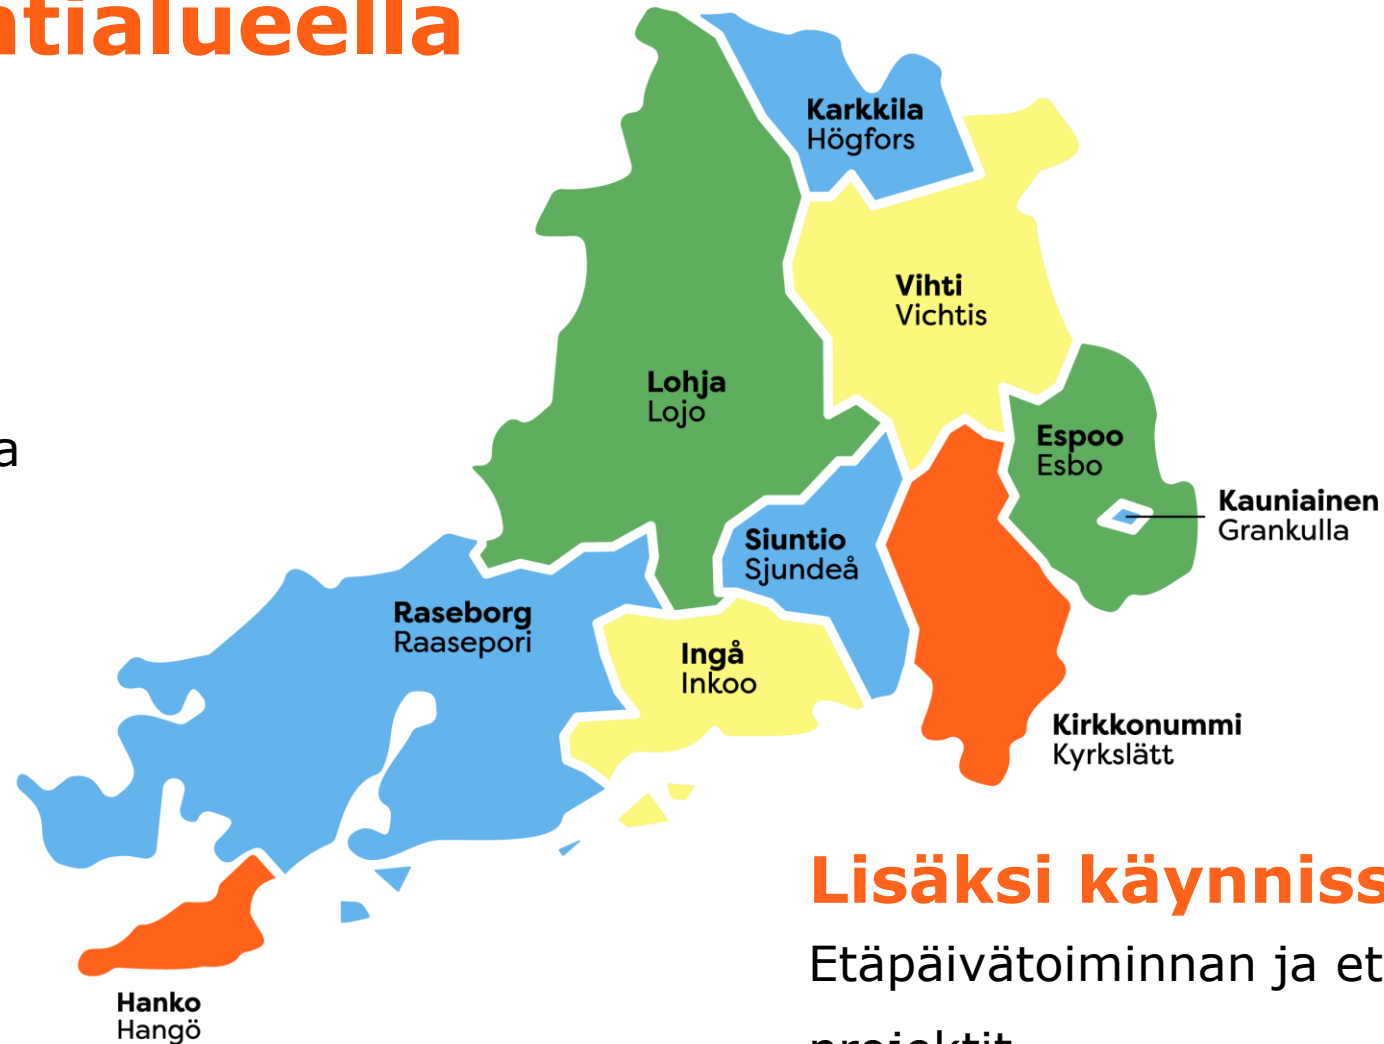 ntialueella
Karkkila
Högfors
Vihti
Vichtis
Lohja
Lojo
a
Espoo
Esbo
Kauniainen
Grankulla
Siuntio
Sjundeå
Raseborg
Raasepori
Ingå
Inkoo
Kirkkonummi
Kyrkslätt
Lisäksi käynniss
Etäpäivätoiminnan ja et
projektit
Hanko
Hangö